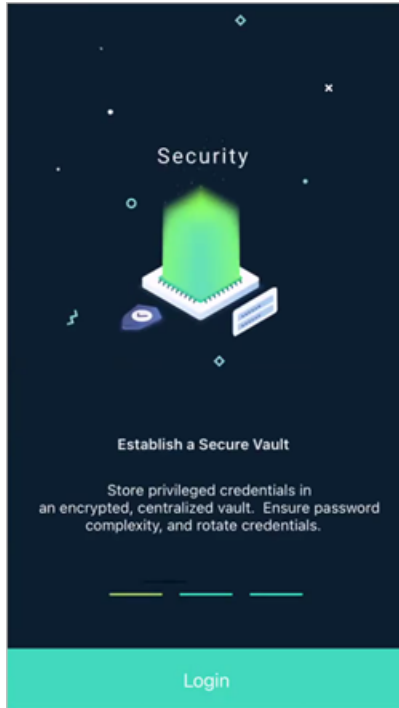 Security
Establish a Secure Vault
Store privileged credentials in
an encrypted, centralized vault. Ensure password
complexity, and rotate credentials.
Login